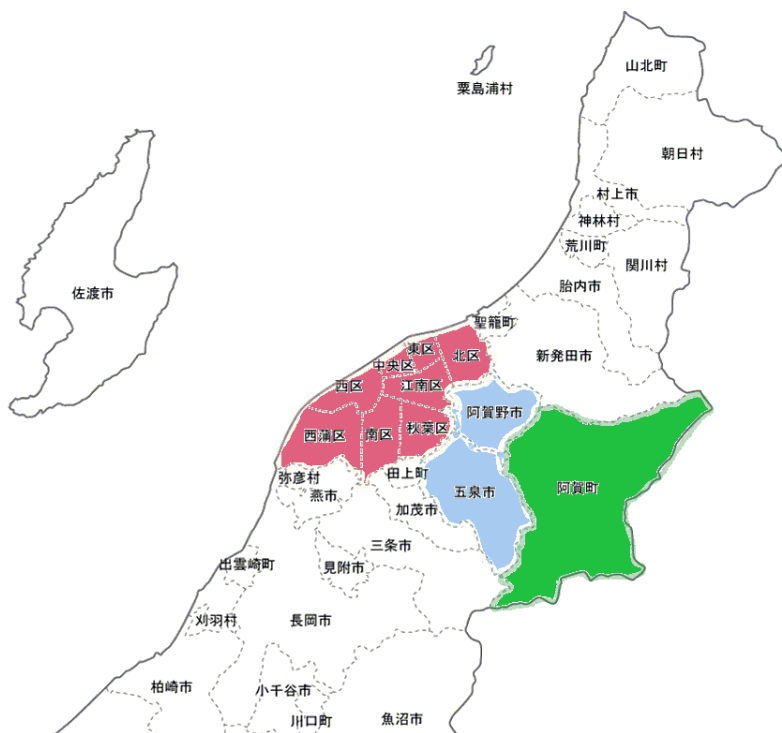 山北町
粟島浦村
朝日村
村上市
神林村
荒川町
関川村
胎内市
佐渡市
聖籠町
東区
北区
新発田市
中央区
西区
江南区
阿賀野市
西蒲区
南区
秋葉区
弥彦村
田上町
燕市
五泉市
阿賀町
加茂市
三条市
出雲崎町
見附市
刈羽村
長岡市
柏崎市
小千谷市
川口町
魚沼市